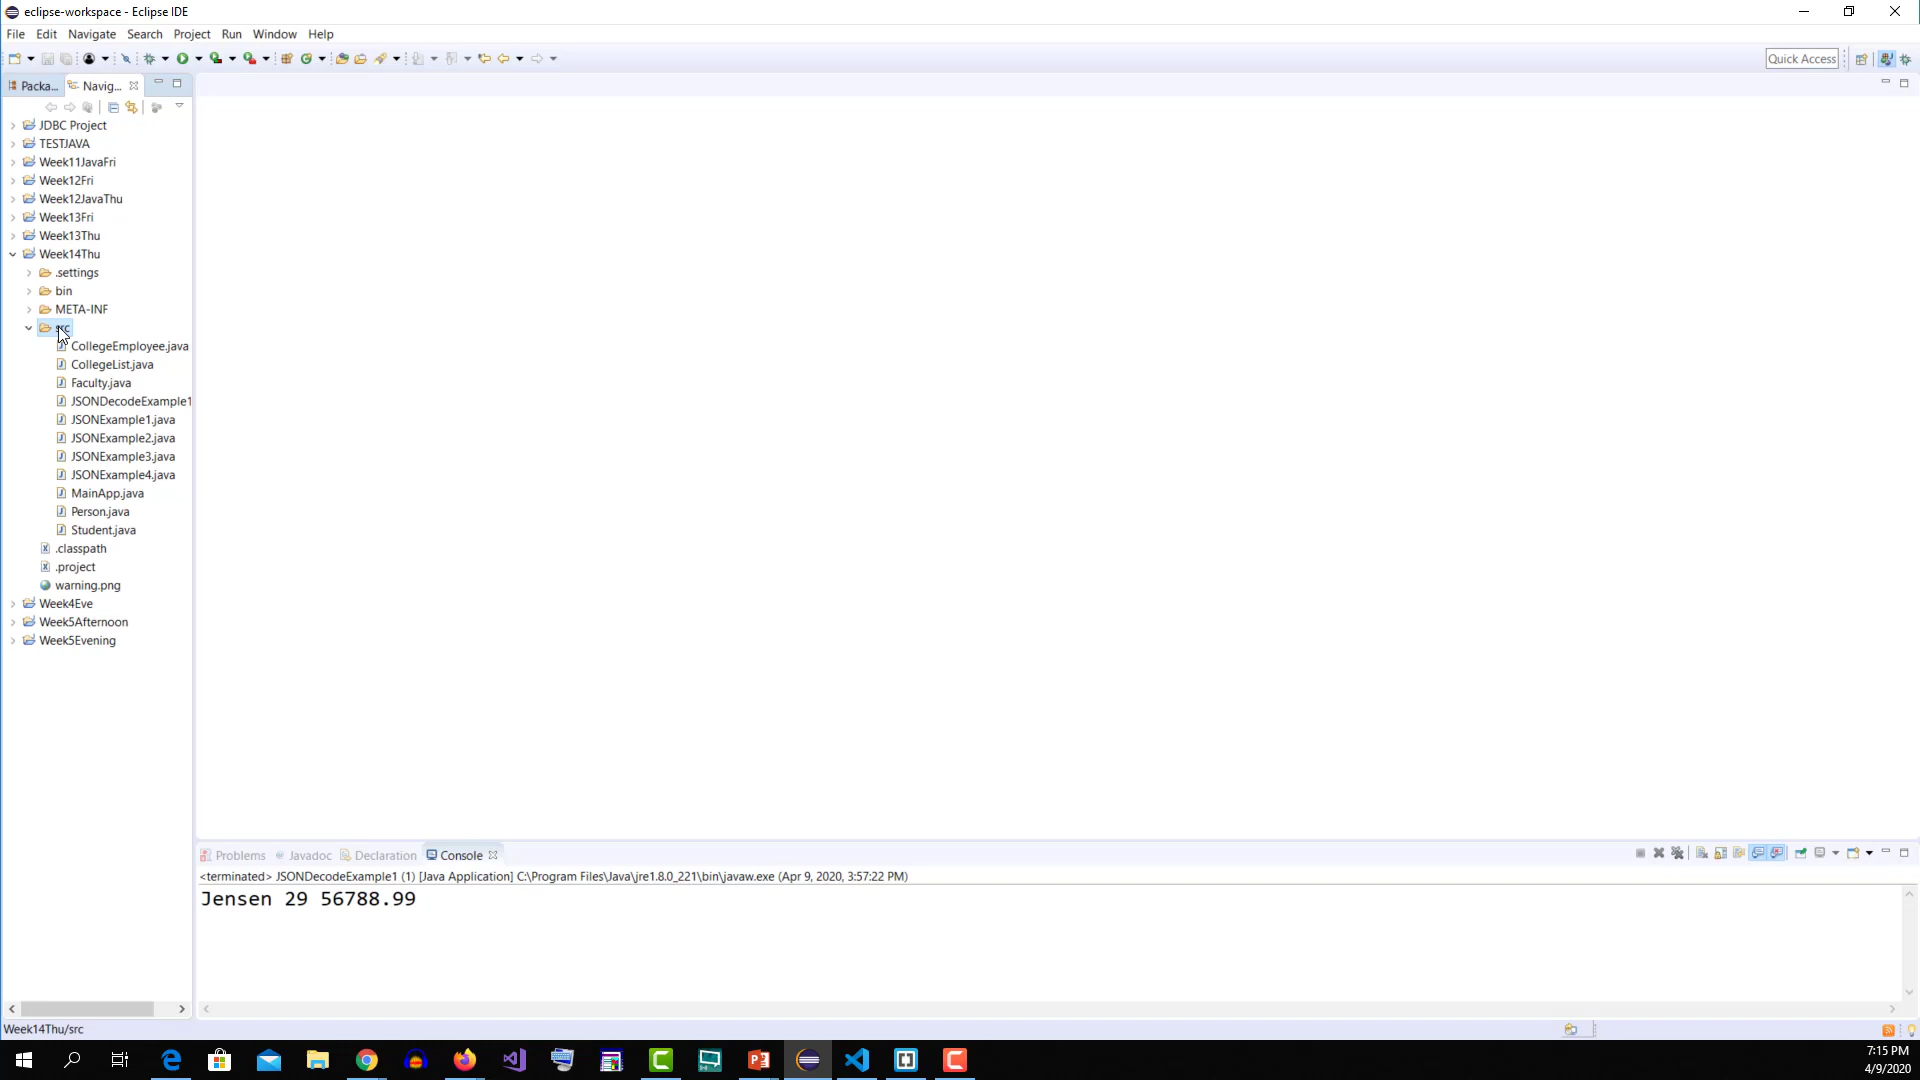 eclipse-workspace - Eclipse IDE
File Edit Navigate Search Project Run Window Help
Quick Access
Packa... Navig...
JDBC Project
TESTJAVA
Week11JavaFri
Week12Fri
Week12JavaThu
Week13Fri
Week13Thu
Week14Thu
.settings
bin
META-INF
src
CollegeEmployee.java
CollegeList.java
Faculty.java
JSONDecodeExample1
JSONExample1.java
JSONExample2.java
JSONExample3.java
JSONExample4.java
MainApp.java
Person.java
Student.java
.classpath
.project
warning.png
Week4Eve
Week5Afternoon
Week5Evening
Problems Javadoc Declaration Console
<terminated> JSONDecodeExample1 (1) [Java Application] C:\Program Files\Java\jre1.8.0_221\bin\javaw.exe (Apr 9, 2020, 3:57:22 PM)
Jensen 29 56788.99
Week14Thu/src
7:15 PM
4/9/2020